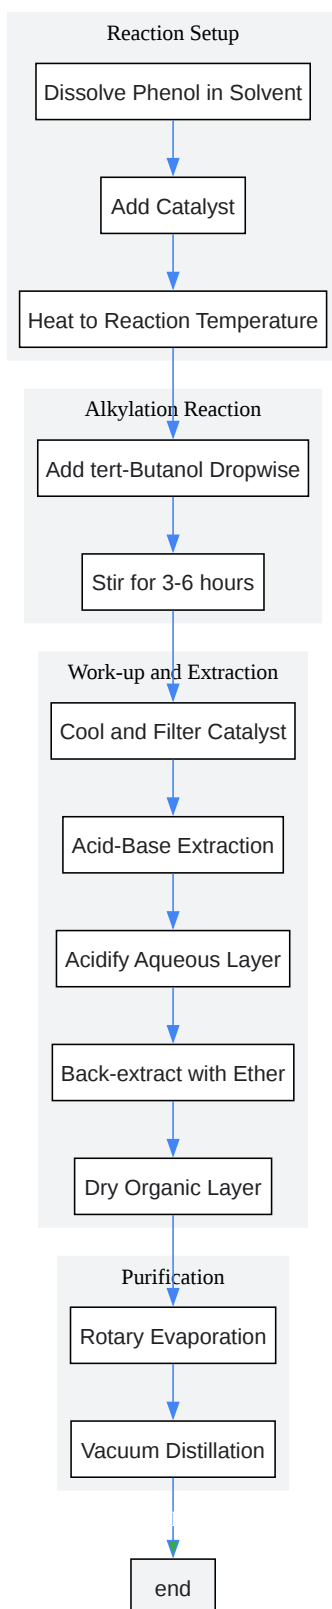 Reaction Setup
Dissolve Phenol in Solvent
Add Catalyst
Heat to Reaction Temperature
Alkylation Reaction
Add tert-Butanol Dropwise
Stir for 3-6 hours
Work-up and Extraction
Cool and Filter Catalyst
Acid-Base Extraction
Acidify Aqueous Layer
Back-extract with Ether
Dry Organic Layer
Purification
Rotary Evaporation
Vacuum Distillation
end